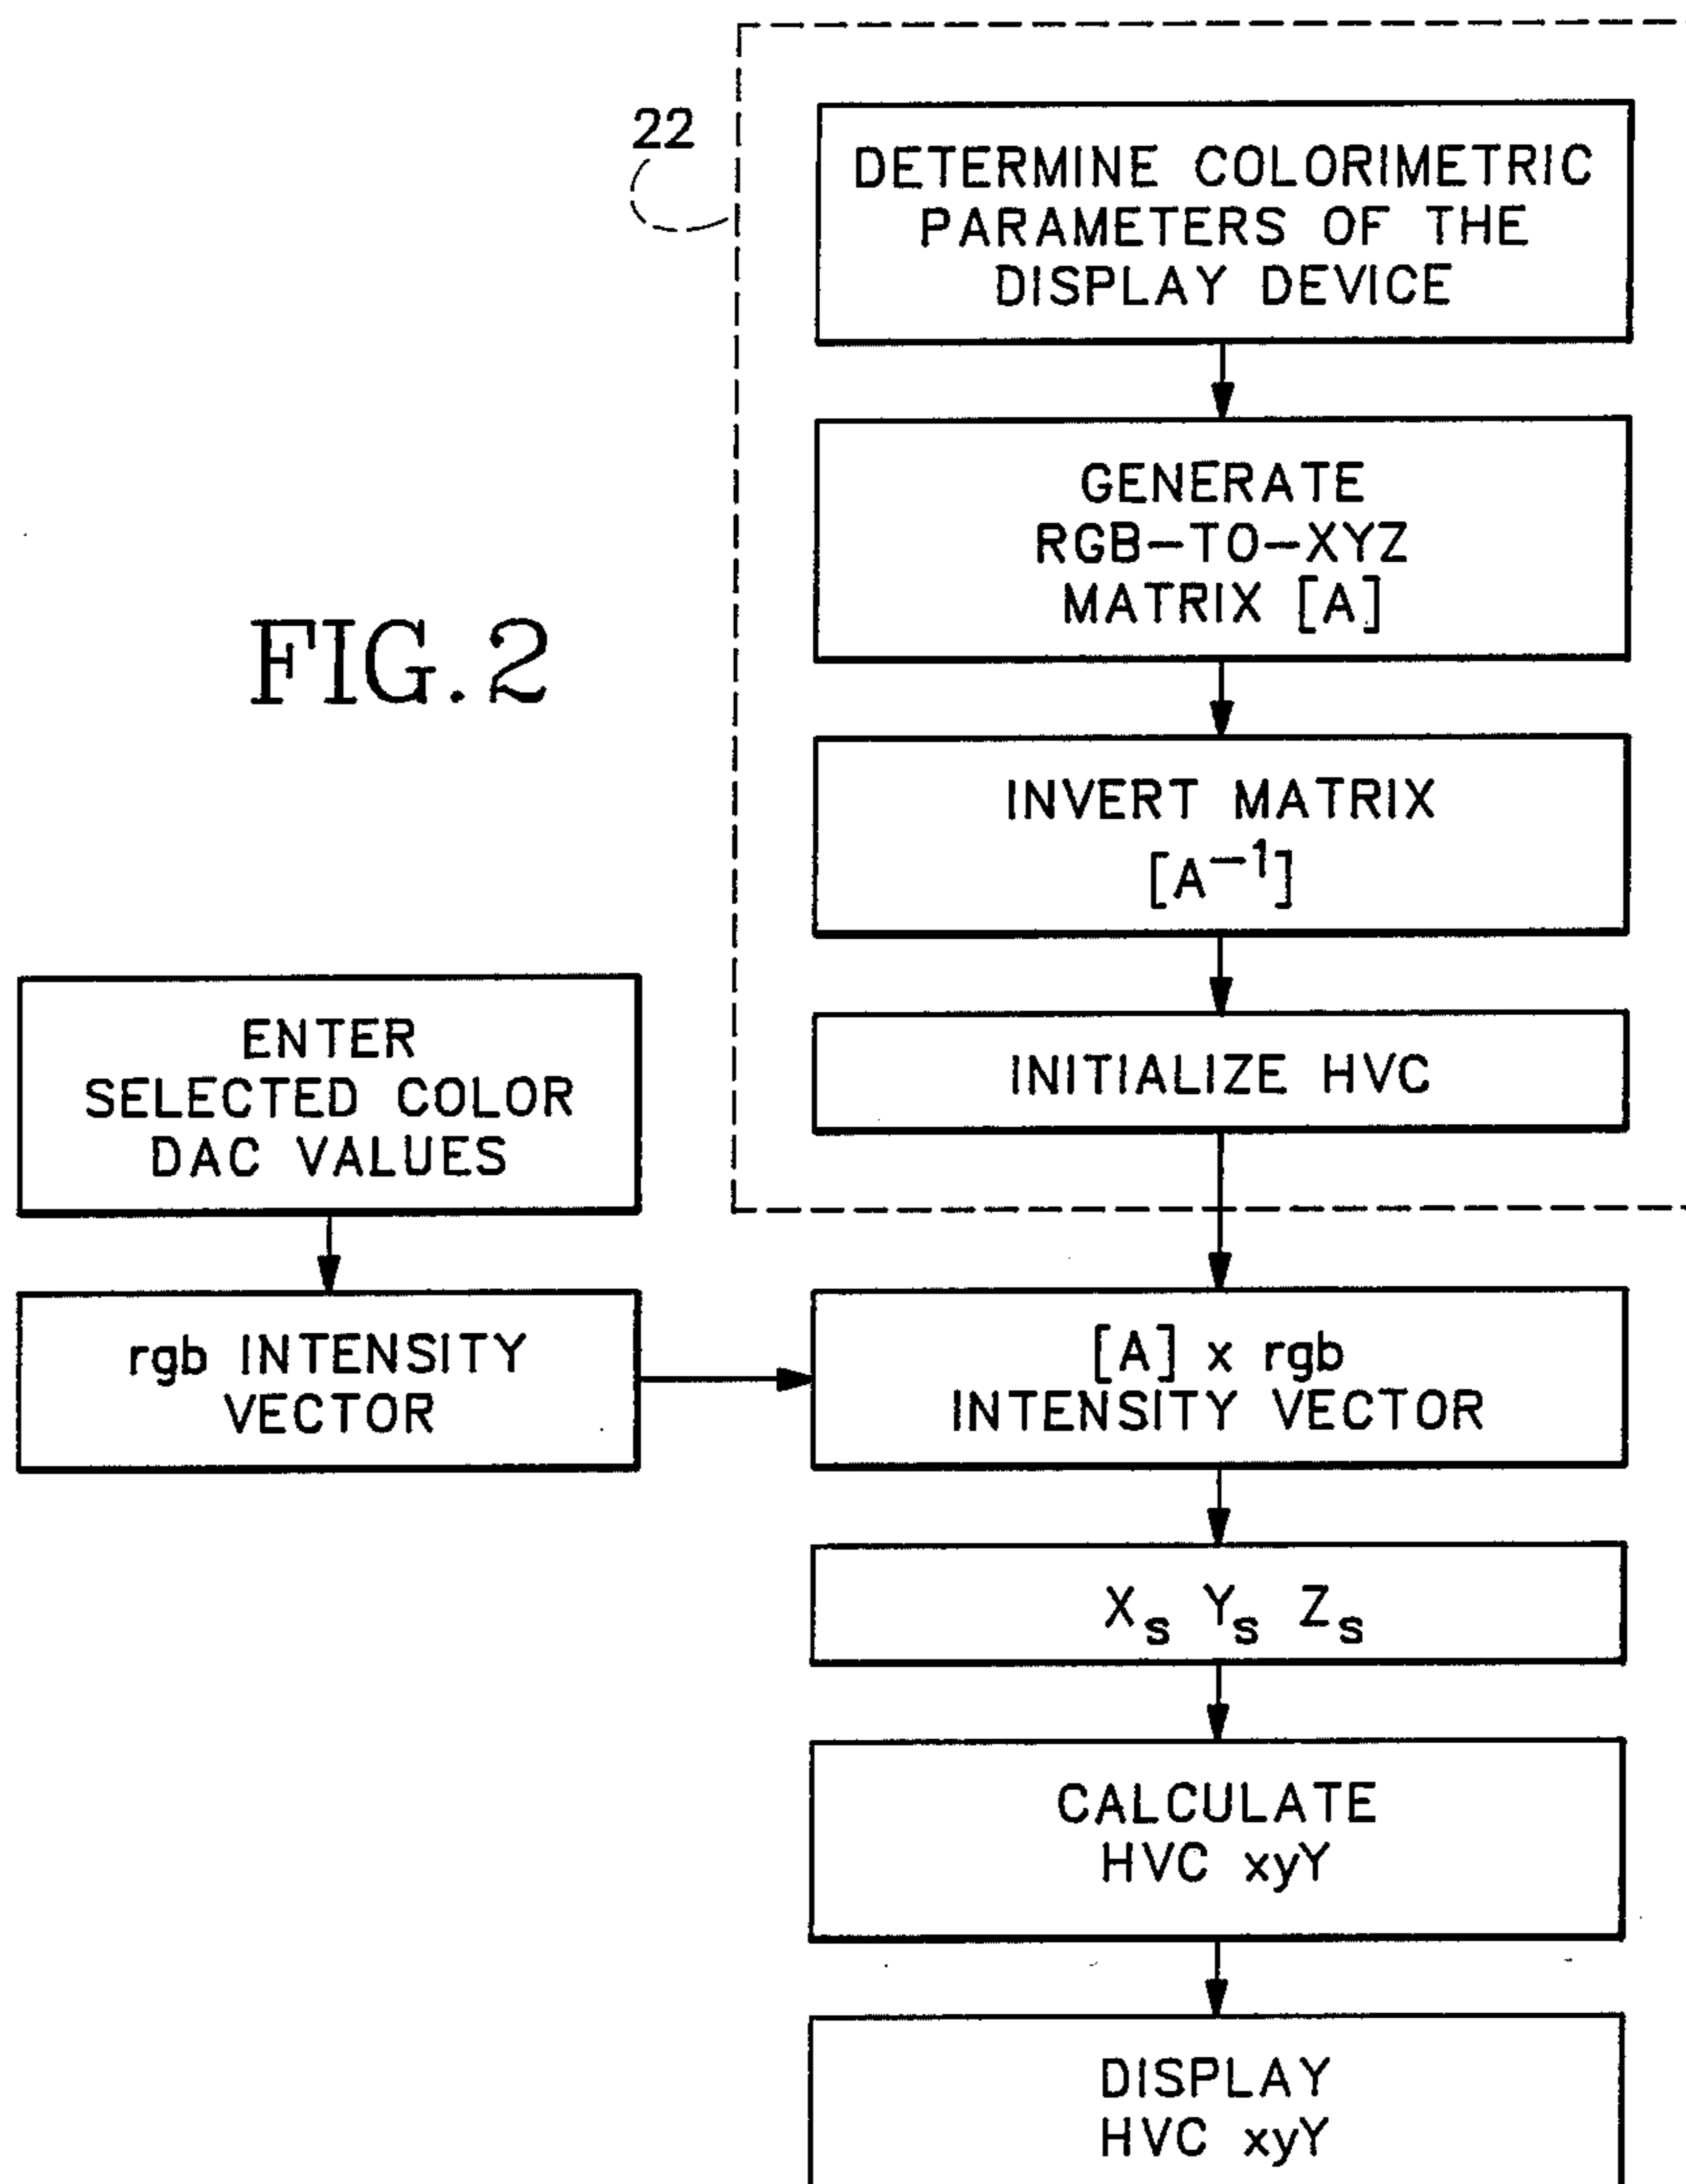 22
DETERMINE COLORIMETRIC
PARAMETERS OF THE
DISPLAY DEVICE
GENERATE
RGB-TO-XYZ
MATRIX [A]
FIG. 2
INVERT MATRIX
[A⁻¹]
INITIALIZE HVC
ENTER
SELECTED COLOR
DAC VALUES
rgb INTENSITY
VECTOR
[A] x rgb
INTENSITY VECTOR
Xₛ Yₛ Zₛ
CALCULATE
HVC xyY
DISPLAY
HVC xyY